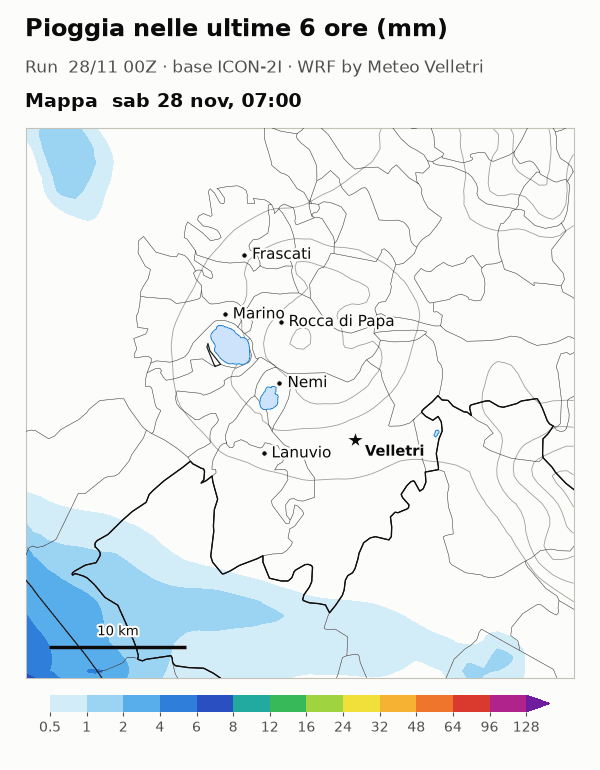 Pioggia nelle ultime 6 ore (mm)
Run  28/11 00Z · base ICON-2I · WRF by Meteo Velletri
Mappa  sab 28 nov, 07:00
Frascati
Marino
Rocca di Papa
Nemi
Velletri
Lanuvio
10 km
0.5 1 2 4 6 8 12 16 24 32 48 64 96 128